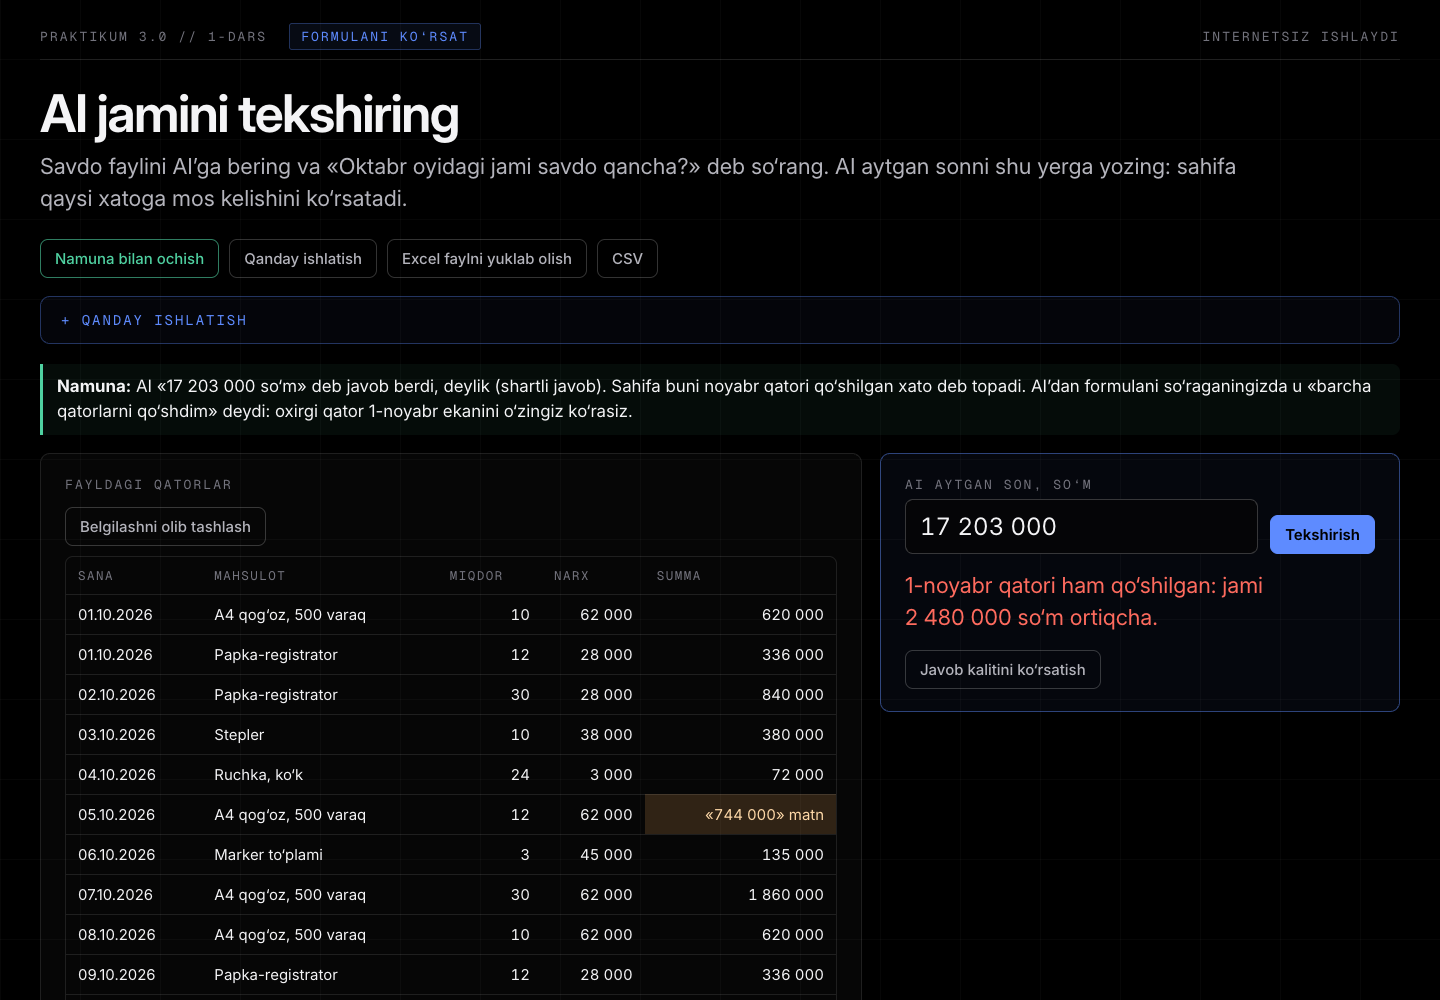 PRAKTIKUM 3.0 // 1-DARS
FORMULANI KO‘RSAT
INTERNETSIZ ISHLAYDI
AI jamini tekshiring
Savdo faylini AI’ga bering va «Oktabr oyidagi jami savdo qancha?» deb so‘rang. AI aytgan sonni shu yerga yozing: sahifa
qaysi xatoga mos kelishini ko‘rsatadi.
Namuna bilan ochish
Qanday ishlatish
Excel faylni yuklab olish
CSV
+ QANDAY ISHLATISH
Namuna: AI «17 203 000 so‘m» deb javob berdi, deylik (shartli javob). Sahifa buni noyabr qatori qo‘shilgan xato deb topadi. AI’dan formulani so‘raganingizda u «barcha
qatorlarni qo‘shdim» deydi: oxirgi qator 1-noyabr ekanini o‘zingiz ko‘rasiz.
FAYLDAGI QATORLAR
Belgilashni olib tashlash
SANA MAHSULOT MIQDOR NARX SUMMA
01.10.2026 A4 qog‘oz, 500 varaq 10 62 000 620 000
01.10.2026 Papka-registrator 12 28 000 336 000
02.10.2026 Papka-registrator 30 28 000 840 000
03.10.2026 Stepler 10 38 000 380 000
04.10.2026 Ruchka, ko‘k 24 3 000 72 000
05.10.2026 A4 qog‘oz, 500 varaq 12 62 000 «744 000» matn
06.10.2026 Marker to‘plami 3 45 000 135 000
07.10.2026 A4 qog‘oz, 500 varaq 30 62 000 1 860 000
08.10.2026 A4 qog‘oz, 500 varaq 10 62 000 620 000
09.10.2026 Papka-registrator 12 28 000 336 000
AI AYTGAN SON, SO‘M
17 203 000
Tekshirish
1-noyabr qatori ham qo‘shilgan: jami
2 480 000 so‘m ortiqcha.
Javob kalitini ko‘rsatish